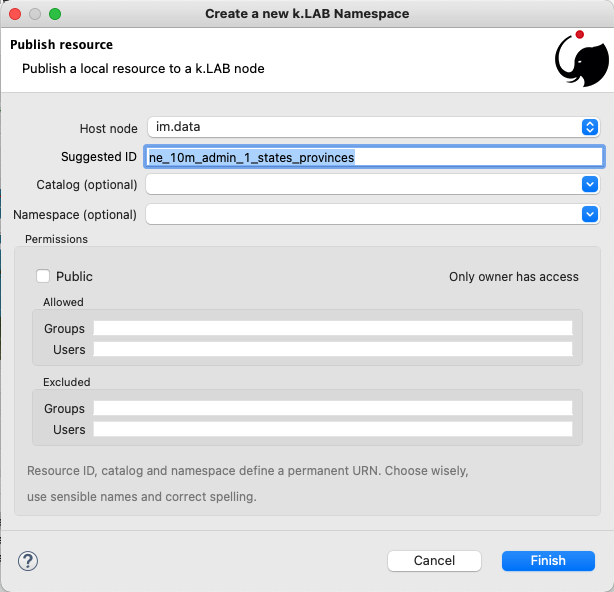 Create a new k.LAB Namespace
Publish resource
Publish a local resource to a k.LAB node
Host node im.data
Suggested ID ne_10m_admin_1_states_provinces
Catalog (optional)
Namespace (optional)
Permissions
Public Only owner has access
Allowed
Groups
Users
Excluded
Groups
Users
Resource ID, catalog and namespace define a permanent URN. Choose wisely,
use sensible names and correct spelling.
? Cancel Finish